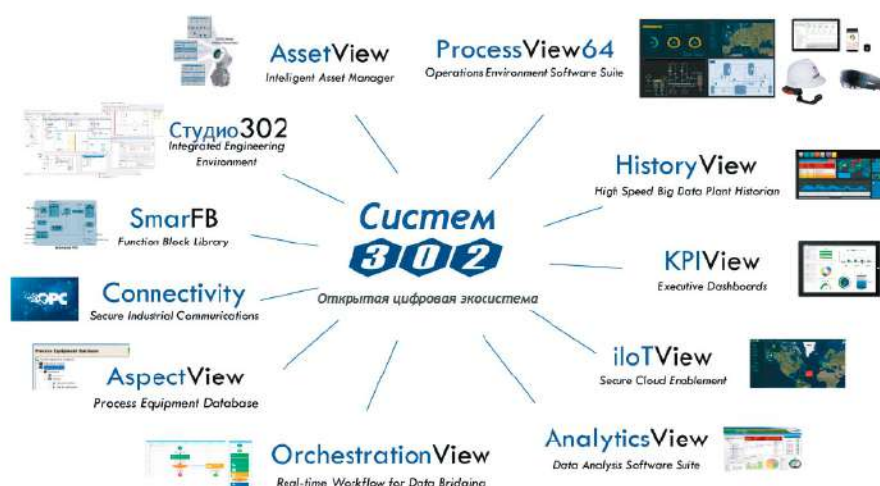 AssetView
Intelligent Asset Manager
ProcessView64
Operations Environment Software Suite
Студио302
Integrated Engineering
Environment
HistoryView
High Speed Big Data Plant Historian
SmarFB
Function Block Library
Систем
302
Открытая цифровая экосистема
KPIView
Executive Dashboards
Connectivity
Secure Industrial Communications
OPC
iIoTView
Secure Cloud Enablement
Process Equipment Database
AspectView
Process Equipment Database
AnalyticsView
Data Analysis Software Suite
OrchestrationView
Real-time Workflow for Data Bridging